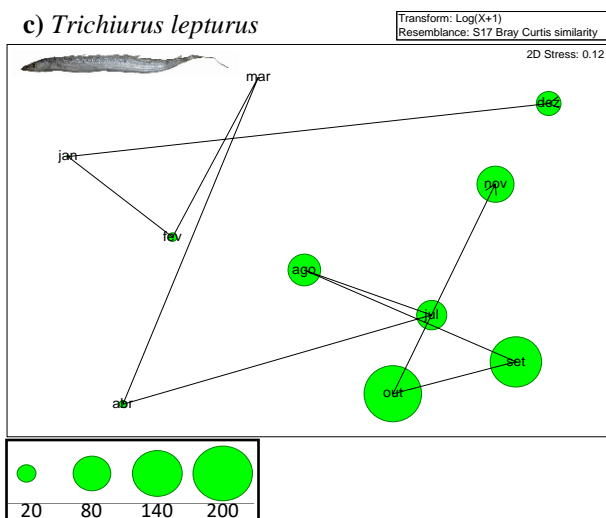 c) Trichiurus lepturus
Transform: Log(X+1)
Resemblance: S17 Bray Curtis similarity
2D Stress: 0.12
mar
dez
jan
nov
fev
ago
jul
set
out
abr
20 80 140 200